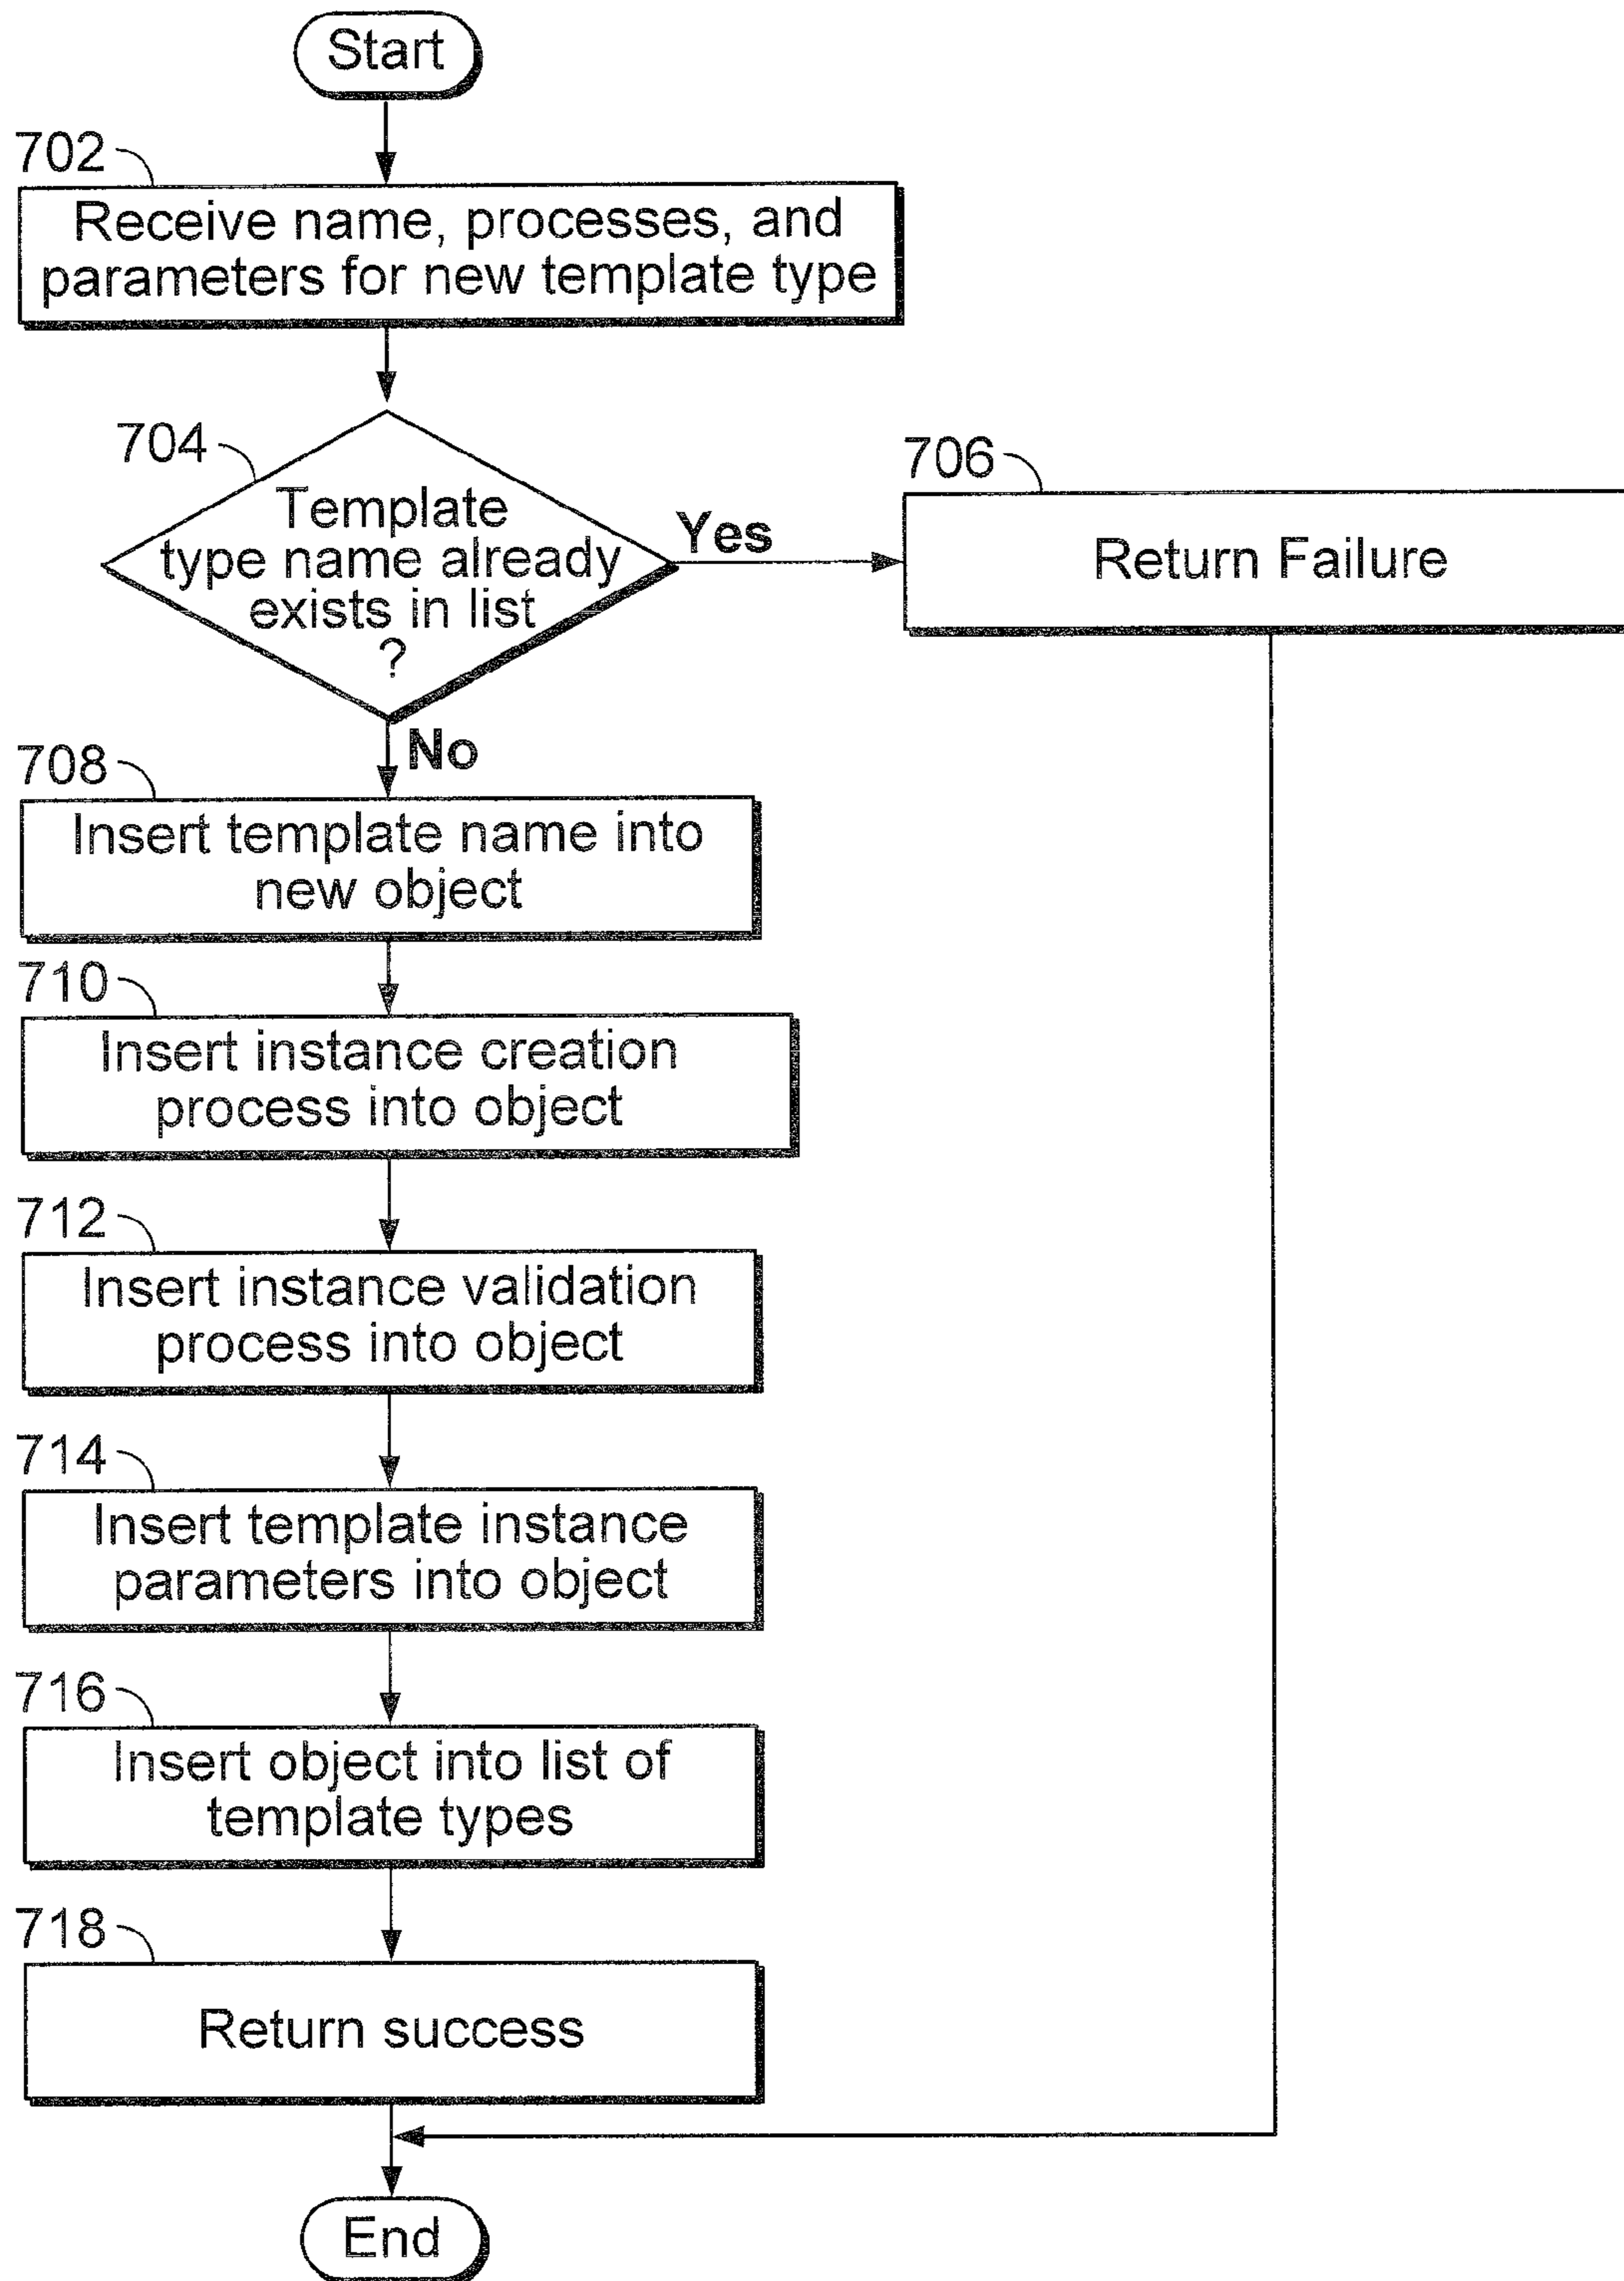 Start
702
Receive name, processes, and
parameters for new template type
704
Template
type name already
exists in list
?
Yes
706
Return Failure
No
708
Insert template name into
new object
710
Insert instance creation
process into object
712
Insert instance validation
process into object
714
Insert template instance
parameters into object
716
Insert object into list of
template types
718
Return success
End